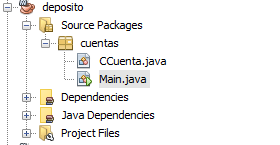 deposito
Source Packages
cuentas
CCuenta.java
Main.java
Dependencies
Java Dependencies
Project Files